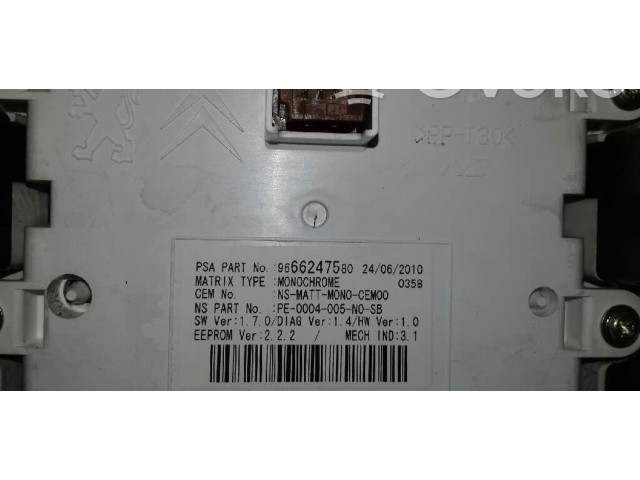 >PP-T30<
PSA PART No. :9666247580 24/06/2010
MATRIX TYPE :MONOCHROME 0358
CEM No. :NS-MATT-MONO-CEM00
NS PART No. :PE-0004-005-N0-SB
SW Ver:1.7.0/DIAG Ver:1.4/HW Ver:1.0
EEPROM Ver:2.2.2 / MECH IND:3.1